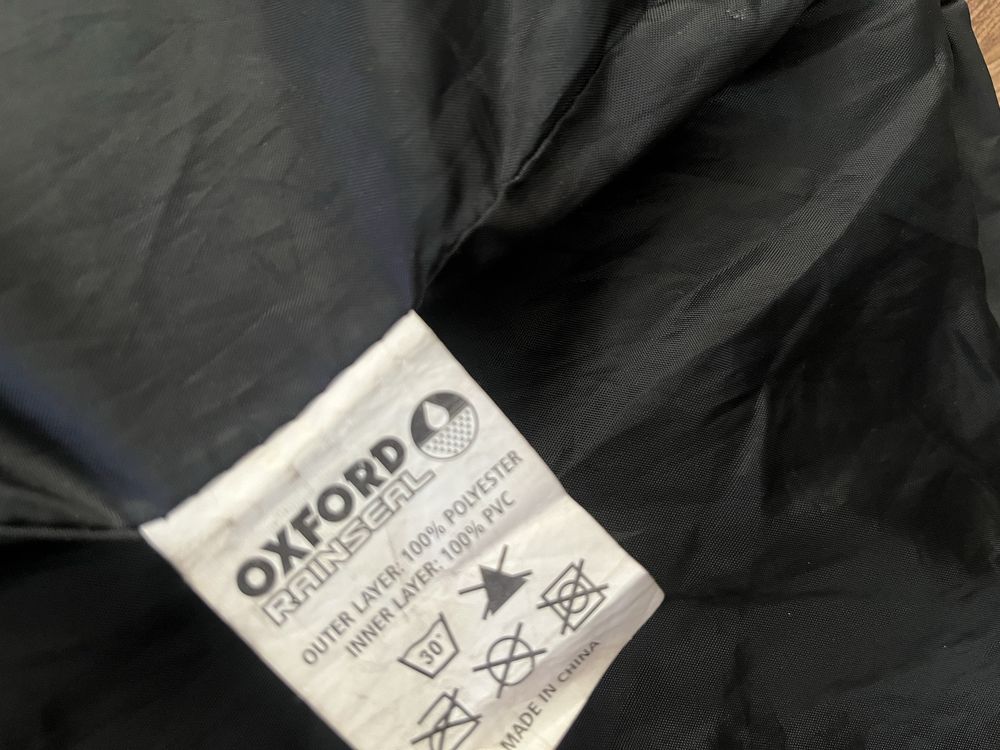 OXFORD
RAINSEAL
OUTER LAYER: 100% POLYESTER
INNER LAYER: 100% PVC
30°
MADE IN CHINA